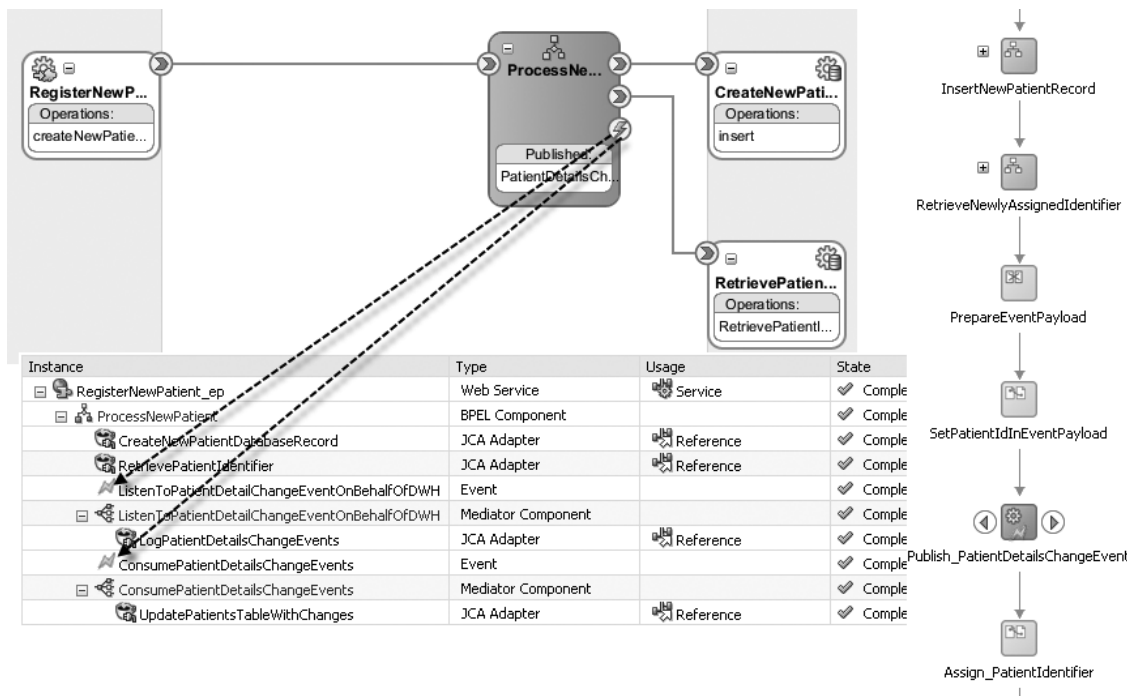 RegisterNewP...
Operations:
createNewPatie...
ProcessNe...
Published:
PatientDetailsCh...
CreateNewPati...
Operations:
insert
RetrievePatien...
Operations:
RetrievePatientI...
Instance Type Usage State
RegisterNewPatient_ep Web Service Service Comple
ProcessNewPatient BPEL Component Comple
CreateNewPatientDatabaseRecord JCA Adapter Reference Comple
RetrievePatientIdentifier JCA Adapter Reference Comple
ListenToPatientDetailChangeEventOnBehalfOfDWH Event Comple
ListenToPatientDetailChangeEventOnBehalfOfDWH Mediator Component Comple
LogPatientDetailsChangeEvents JCA Adapter Reference Comple
ConsumePatientDetailsChangeEvents Event Comple
ConsumePatientDetailsChangeEvents Mediator Component Comple
UpdatePatientsTableWithChanges JCA Adapter Reference Comple
InsertNewPatientRecord
RetrieveNewlyAssignedIdentifier
PrepareEventPayload
SetPatientIdInEventPayload
Publish_PatientDetailsChangeEvent
Assign_PatientIdentifier